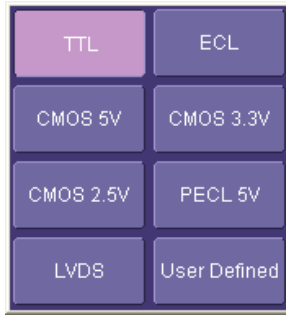 TTL ECL
CMOS 5V CMOS 3.3V
CMOS 2.5V PECL 5V
LVDS User Defined